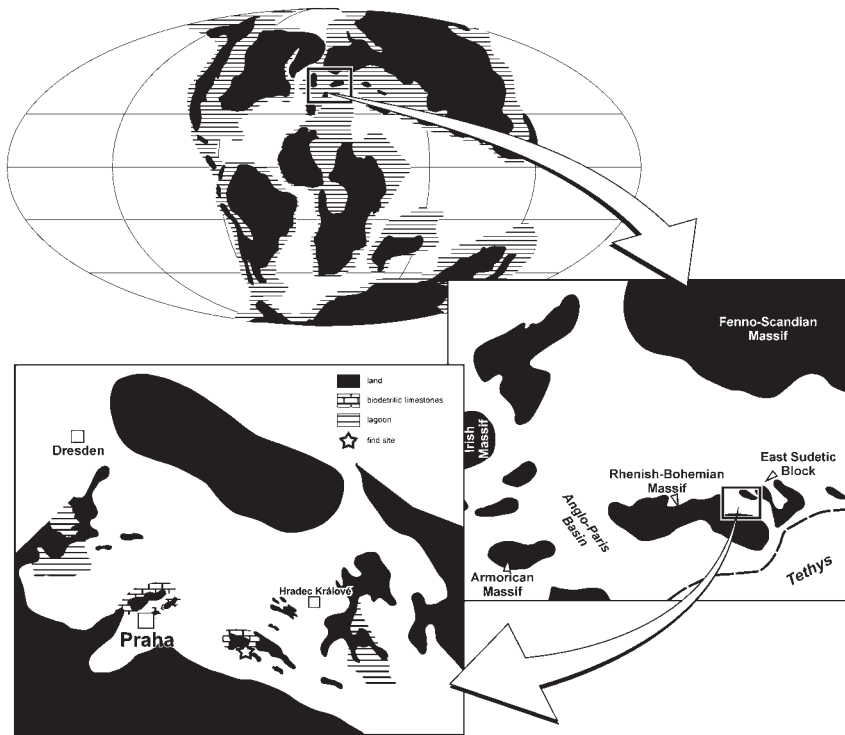 Fenno-Scandian
Massif
Irish
Massif
East Sudetic
Block
Rhenish-Bohemian
Massif
Anglo-Paris
Basin
Armorican
Massif
Tethys
land
biodetrilic limestones
lagoon
find site
Dresden
Hradec Králové
Praha